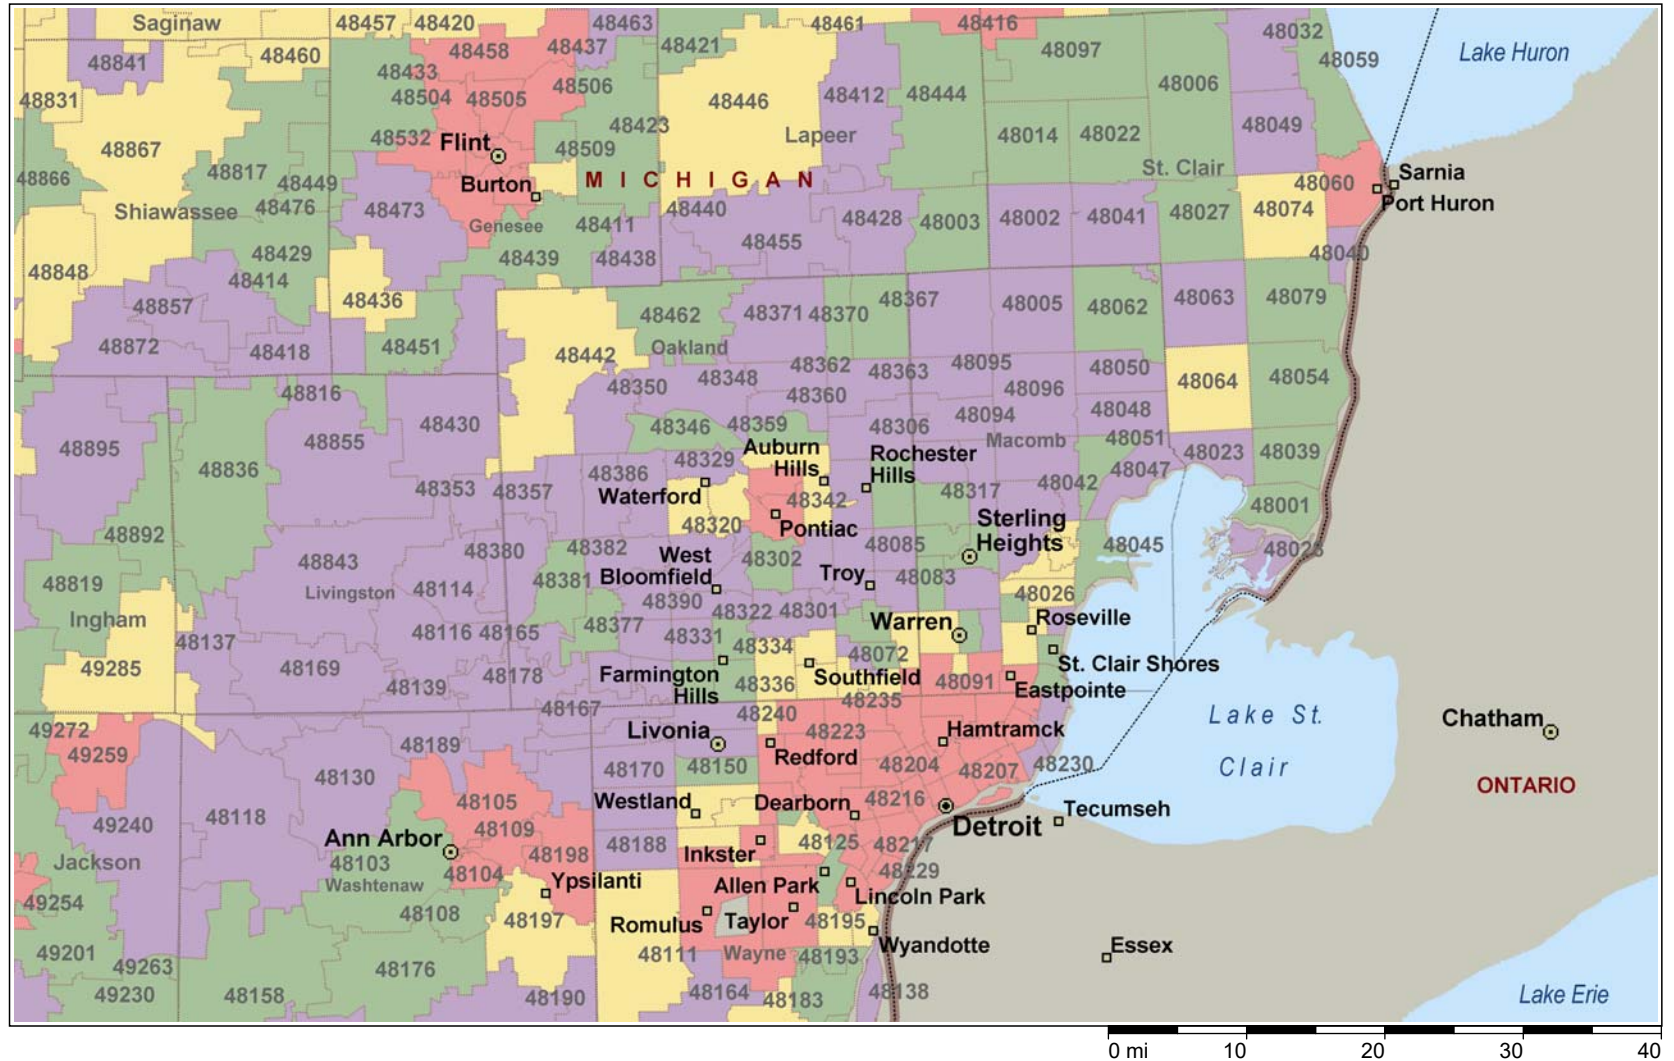 Saginaw
48457
48420
48463
48461
48416
48032
48841
48460
48458
48437
48421
48097
48059
Lake Huron
48831
48433
48504
48505
48506
48446
48412
48444
48006
48867
48532
Flint
48423
48509
Lapeer
48014
48022
48049
St. Clair
48866
48817
48449
Burton
MICHIGAN
48060
Sarnia
Port Huron
Shiawassee
48476
48473
Genesee
48411
48440
48428
48003
48002
48041
48027
48074
48848
48429
48414
48439
48438
48455
48040
48857
48436
48462
48371
48370
48367
48005
48062
48063
48079
48872
48418
48451
48442
Oakland
48362
48363
48095
48050
48064
48054
48816
48350
48348
48360
48096
48895
48855
48430
48346
48359
48306
48094
48048
Macomb
48051
48023
48039
48836
48353
48357
48386
48329
Auburn
Hills
Rochester
Hills
48047
48042
Waterford
48342
48317
48001
48892
48320
Pontiac
Sterling
Heights
48843
48380
48382
West
Bloomfield
48302
48085
48045
48028
48819
Livingston
48114
48381
Troy
48083
Ingham
48390
48322
48301
48026
48137
48116
48165
48377
48331
48334
Warren
Roseville
49285
48169
48139
48178
Farmington
Hills
48336
Southfield
48072
48091
St. Clair Shores
Eastpointe
48167
48235
49272
48240
Lake St.
Clair
Chatham
49259
48189
Livonia
48223
Hamtramck
Redford
48130
48170
48150
48204
48207
48230
ONTARIO
49240
48118
48105
Westland
Dearborn
48216
Tecumseh
Detroit
Ann Arbor
48109
48188
48125
48217
Jackson
48103
48198
Inkster
Washtenaw
48104
Ypsilanti
Allen Park
48229
Lincoln Park
49254
48108
48197
Romulus
Taylor
48195
Wyandotte
Essex
49201
49263
48176
48111
Wayne
48193
49230
48158
48190
48164
48183
48138
Lake Erie
0 mi 10 20 30 40